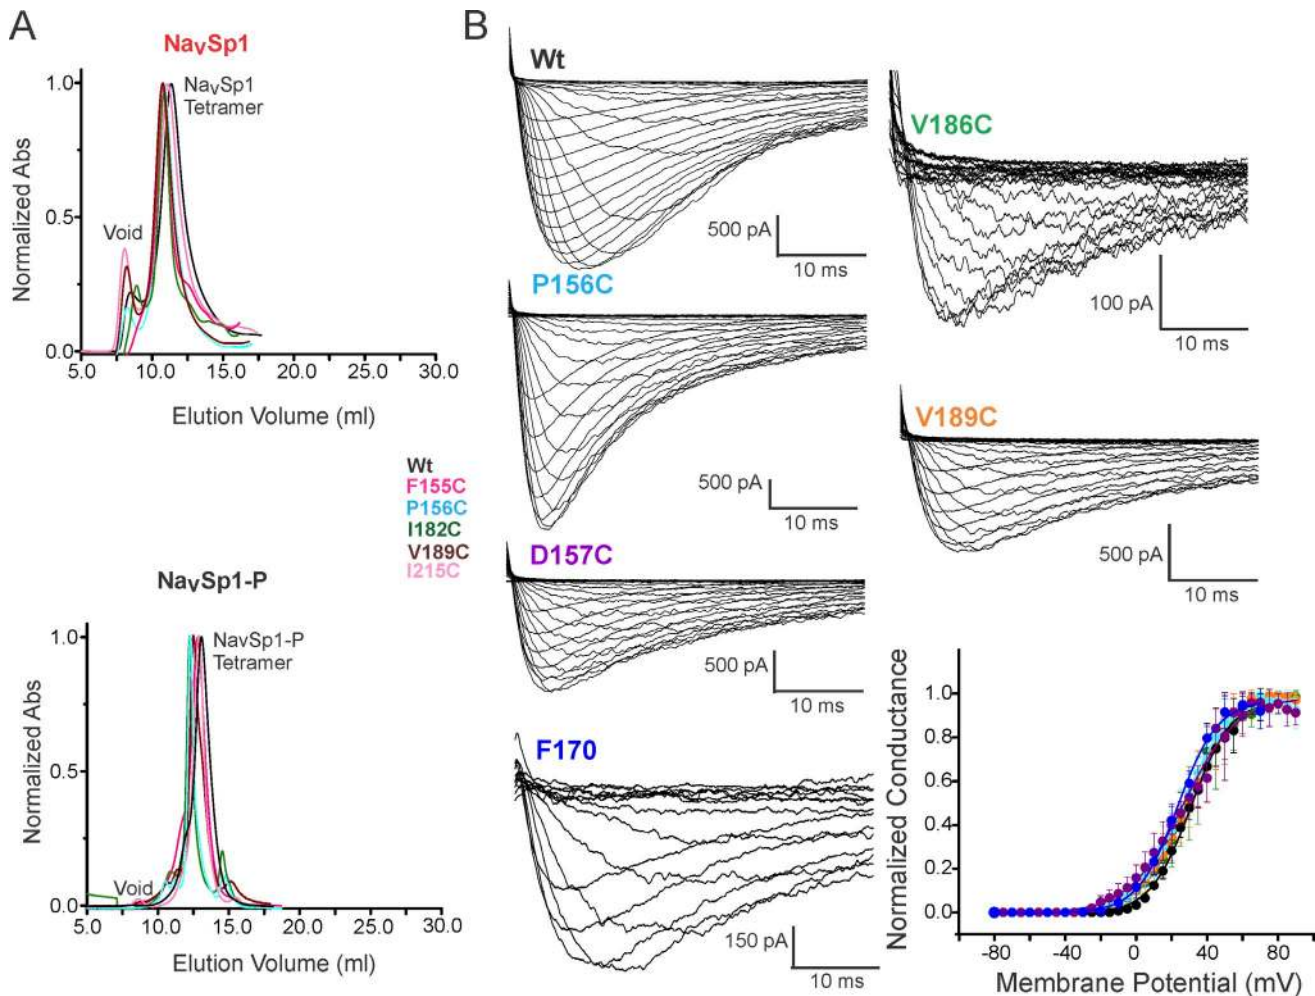 A
NavSp1
1.0
NavSp1
Tetramer
Normalized Abs
0.5
Void
0.0
5.0 10.0 15.0 20.0 25.0 30.0
Elution Volume (ml)
Wt
F155C
P156C
I182C
V189C
I215C
NavSp1-P
1.0
NavSp1-P
Tetramer
Normalized Abs
0.5
Void
0.0
5.0 10.0 15.0 20.0 25.0 30.0
Elution Volume (ml)
B
Wt
500 pA
10 ms
P156C
500 pA
10 ms
D157C
500 pA
10 ms
F170
150 pA
10 ms
V186C
100 pA
10 ms
V189C
500 pA
10 ms
Normalized Conductance
1.0
0.8
0.6
0.4
0.2
0.0
-80 -40 0 40 80
Membrane Potential (mV)